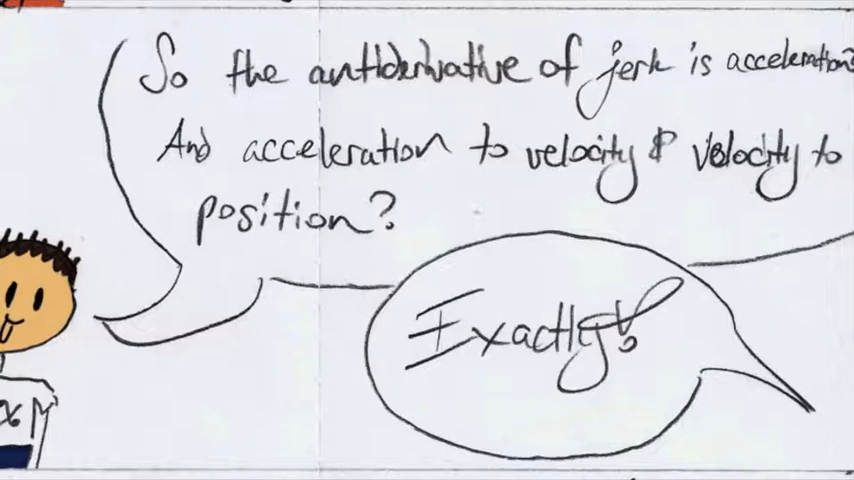 So the antiderivative of jerk is acceleration?
And acceleration to velocity & velocity to
position?
Exactly!